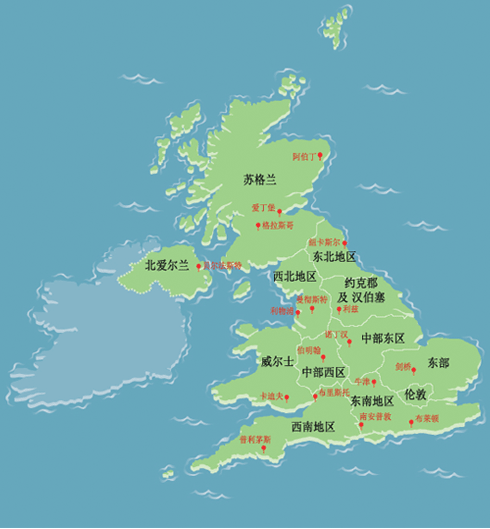 阿伯丁
苏格兰
爱丁堡
格拉斯哥
纽卡斯尔
东北地区
北爱尔兰
贝尔法斯特
西北地区
约克郡
及 汉伯塞
曼彻斯特
利物浦
利兹
诺丁汉
中部东区
伯明翰
威尔士
中部西区
剑桥
东部
牛津
卡迪夫
布里斯托
东南地区
伦敦
南安普敦
布莱顿
西南地区
普利茅斯